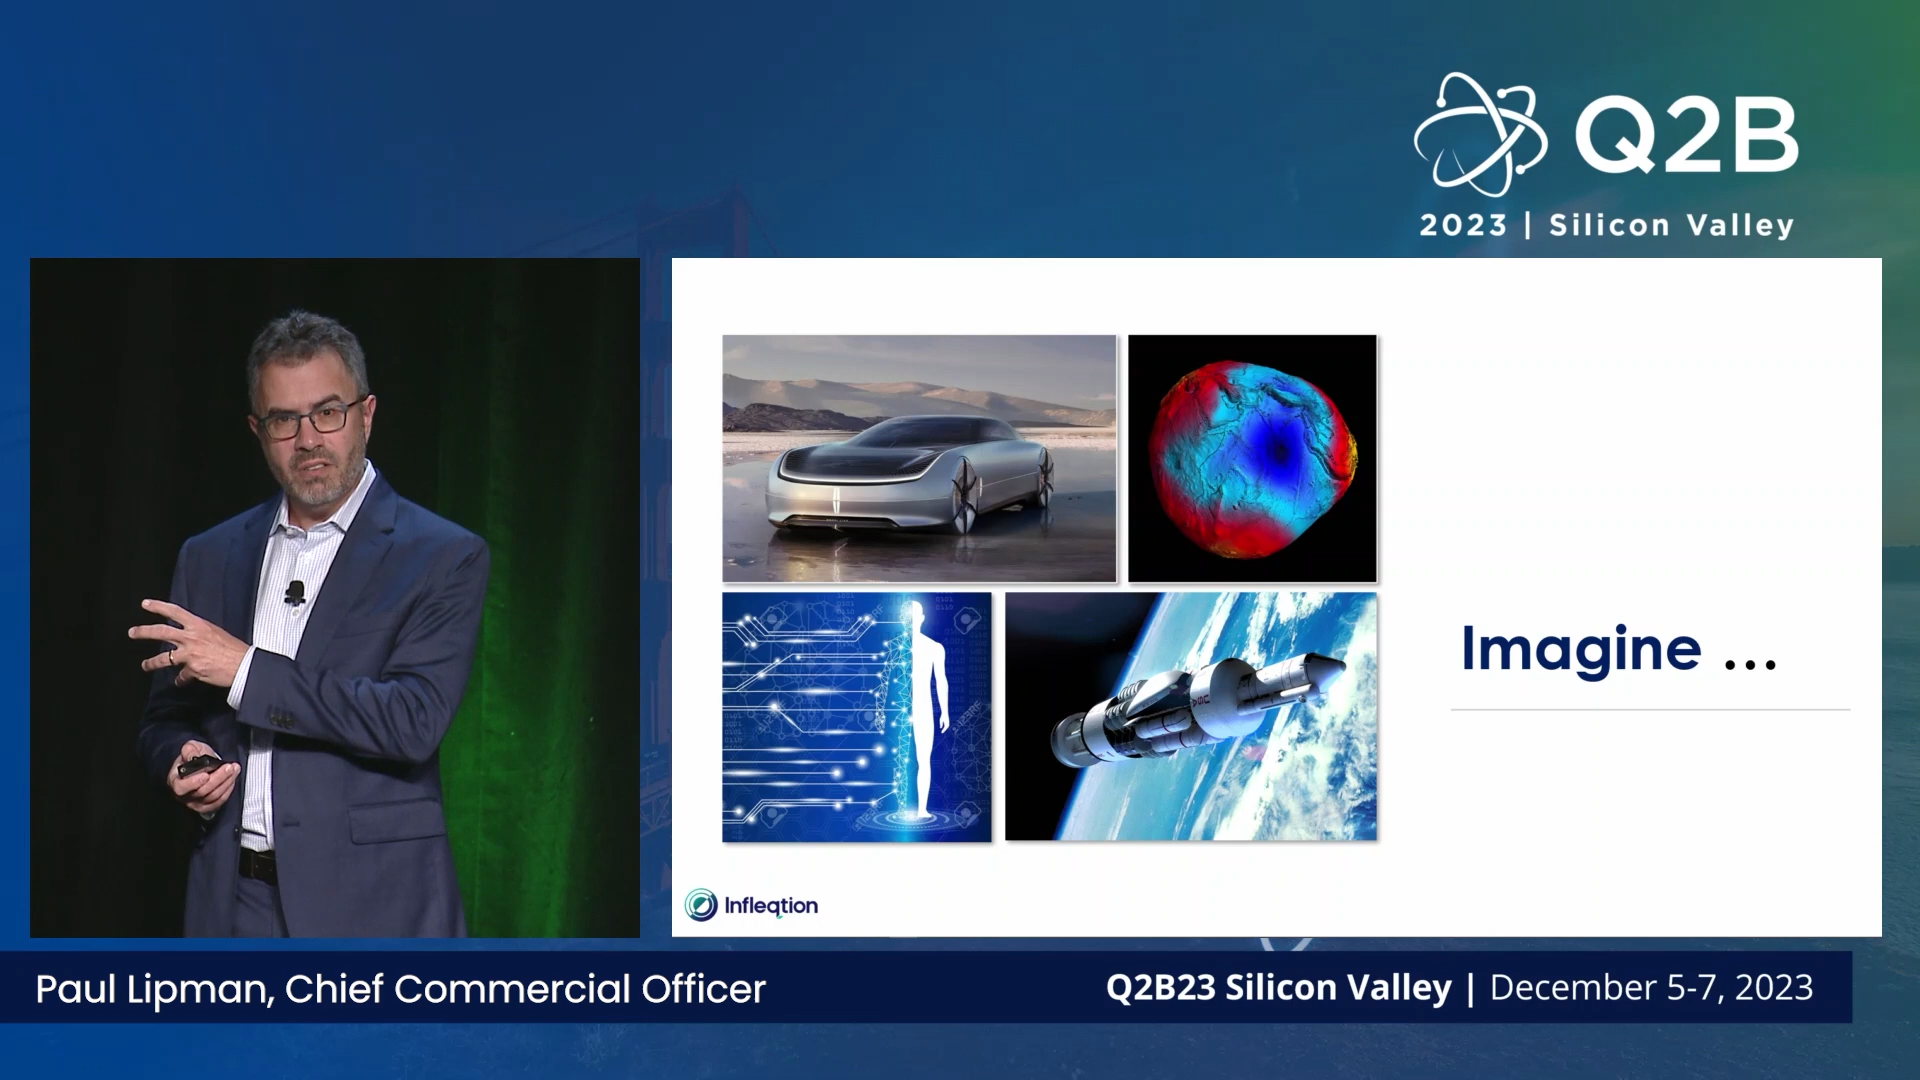 Q2B
2023 | Silicon Valley
Imagine ...
Infleqtion
Paul Lipman, Chief Commercial Officer
Q2B23 Silicon Valley | December 5-7, 2023